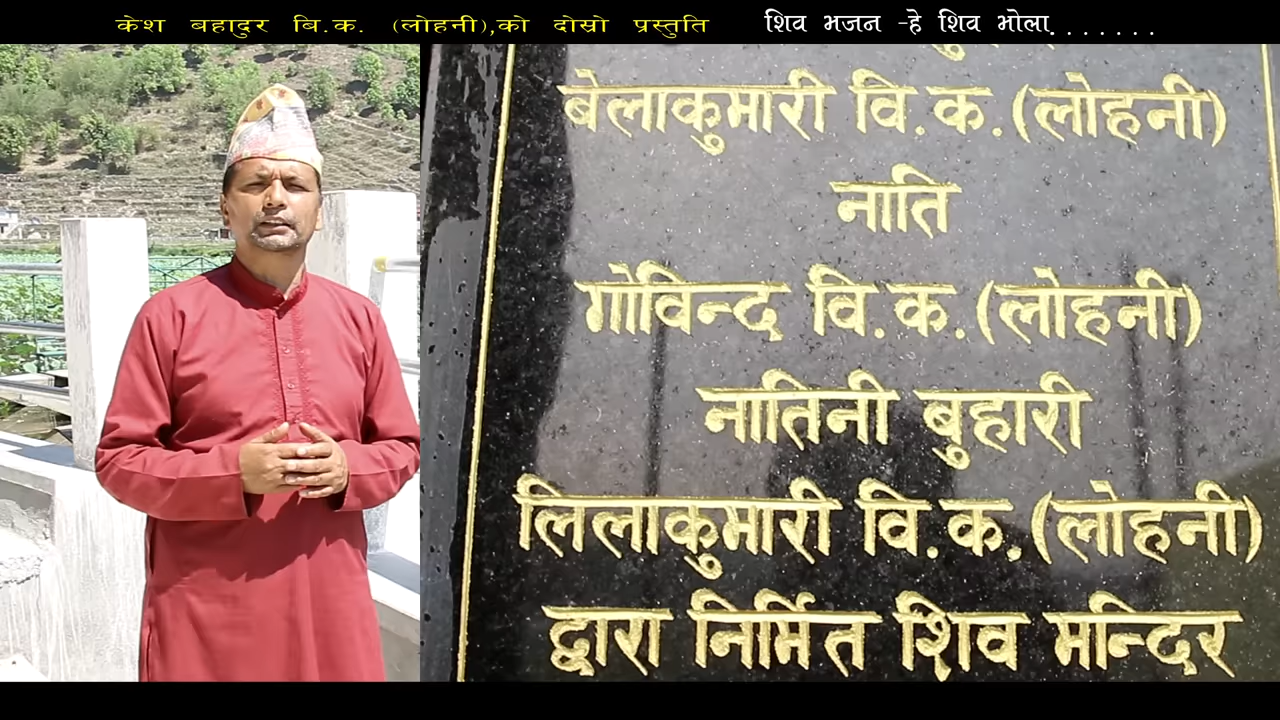 केश बहादुर बि.क. (लोहनी),को दोस्रो प्रस्तुति शिव भजन -हे शिव भोला.......
बेलाकुमारी वि.क.(लोहनी)
नाति
गोविन्द वि.क.(लोहनी)
नातिनी बुहारी
लिलाकुमारी वि.क.(लोहनी)
द्वारा निर्मित शिव मन्दिर